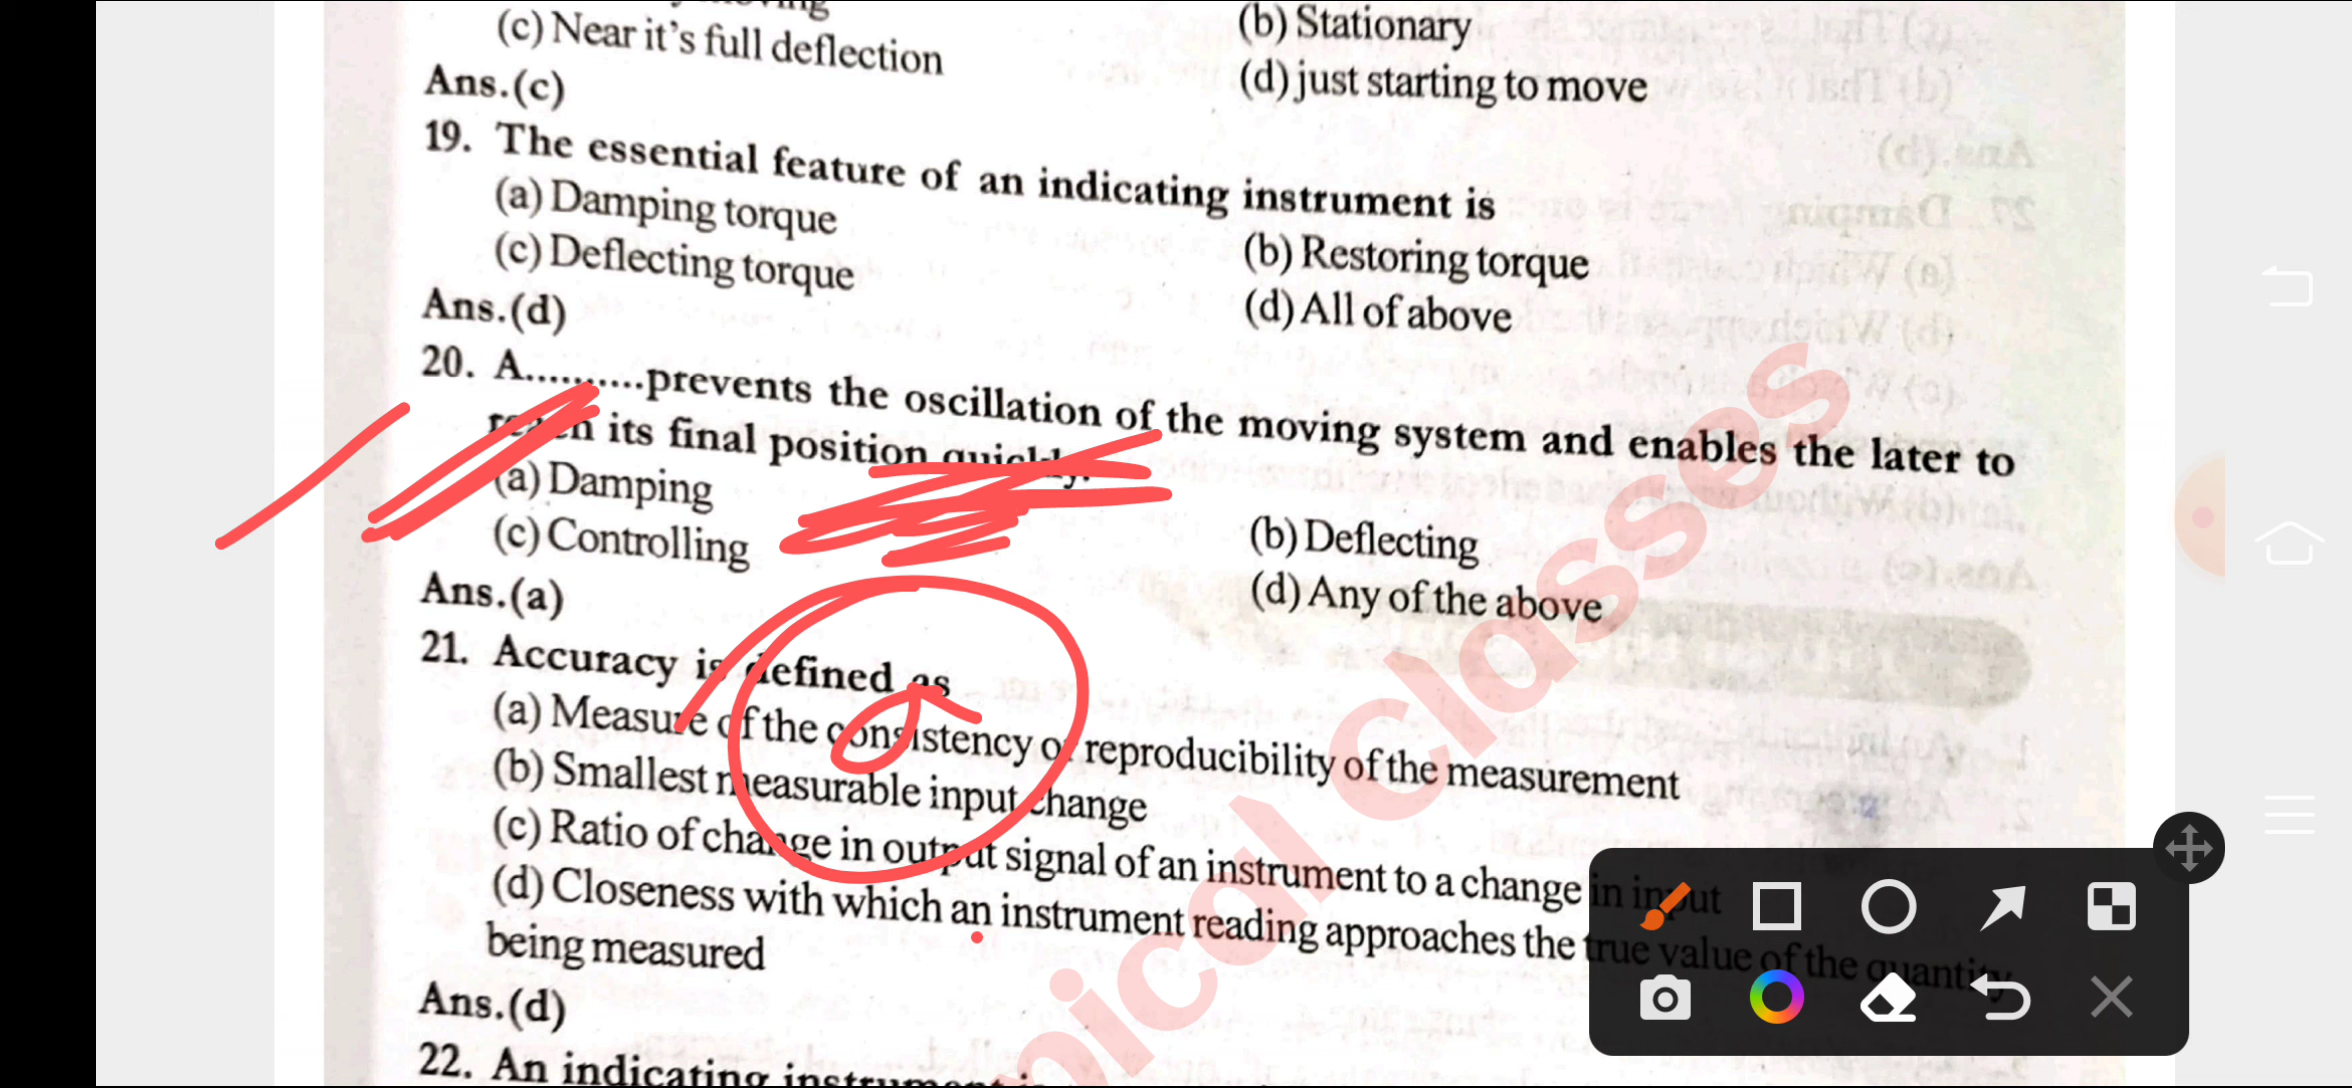 (c) Near it's full deflection
(b) Stationary
(d) just starting to move
Ans.(c)
19. The essential feature of an indicating instrument is
(a) Damping torque
(b) Restoring torque
(c) Deflecting torque
(d) All of above
Ans.(d)
20. A..........prevents the oscillation of the moving system and enables the later to
reach its final position quickly.
(a) Damping
(b) Deflecting
(c) Controlling
(d) Any of the above
Ans.(a)
21. Accuracy is defined as
(a) Measure of the consistency or reproducibility of the measurement
(b) Smallest measurable input change
(c) Ratio of change in output signal of an instrument to a change in input
(d) Closeness with which an instrument reading approaches the true value of the quantity
being measured
Ans.(d)
22. An indicating
Classes